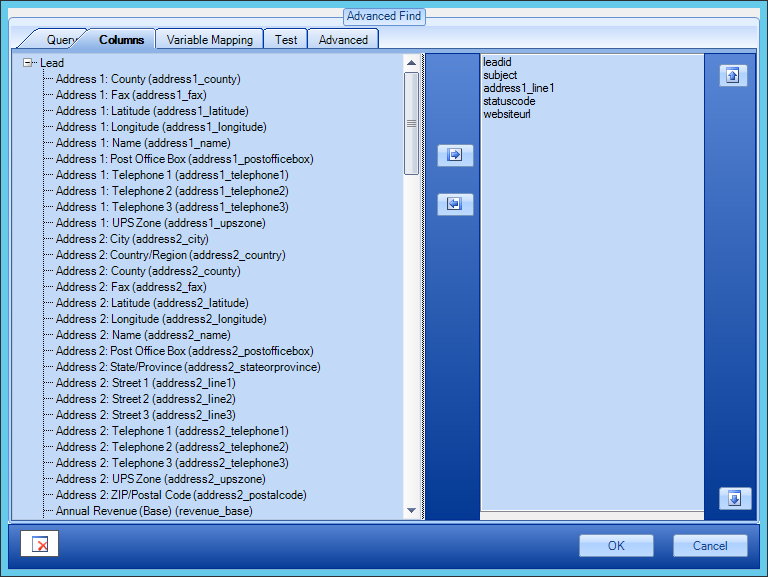 Advanced Find
Query Columns Variable Mapping Test Advanced
Lead
Address 1: County (address1_county)
Address 1: Fax (address1_fax)
Address 1: Latitude (address1_latitude)
Address 1: Longitude (address1_longitude)
Address 1: Name (address1_name)
Address 1: Post Office Box (address1_postofficebox)
Address 1: Telephone 1 (address1_telephone1)
Address 1: Telephone 2 (address1_telephone2)
Address 1: Telephone 3 (address1_telephone3)
Address 1: UPS Zone (address1_upszone)
Address 2: City (address2_city)
Address 2: Country/Region (address2_country)
Address 2: County (address2_county)
Address 2: Fax (address2_fax)
Address 2: Latitude (address2_latitude)
Address 2: Longitude (address2_longitude)
Address 2: Name (address2_name)
Address 2: Post Office Box (address2_postofficebox)
Address 2: State/Province (address2_stateorprovince)
Address 2: Street 1 (address2_line1)
Address 2: Street 2 (address2_line2)
Address 2: Street 3 (address2_line3)
Address 2: Telephone 1 (address2_telephone1)
Address 2: Telephone 2 (address2_telephone2)
Address 2: Telephone 3 (address2_telephone3)
Address 2: UPS Zone (address2_upszone)
Address 2: ZIP/Postal Code (address2_postalcode)
Annual Revenue (Base) (revenue_base)
leadid
subject
address1_line1
statuscode
websiteurl
OK Cancel